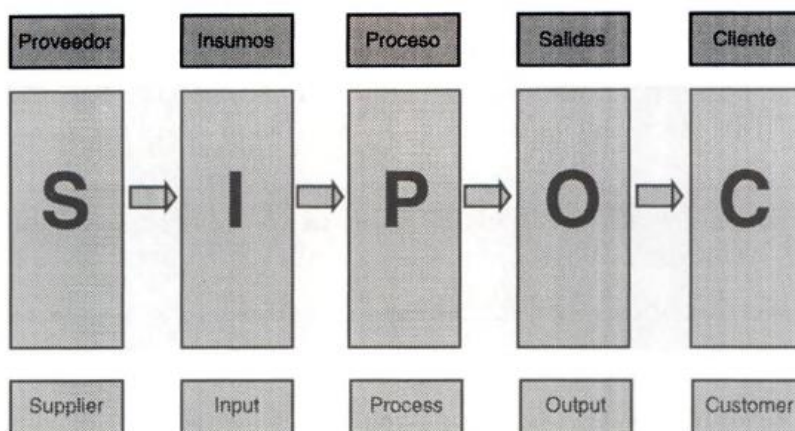 Proveedor Insumos Proceso Salidas Cliente
S I P O C
Supplier Input Process Output Customer